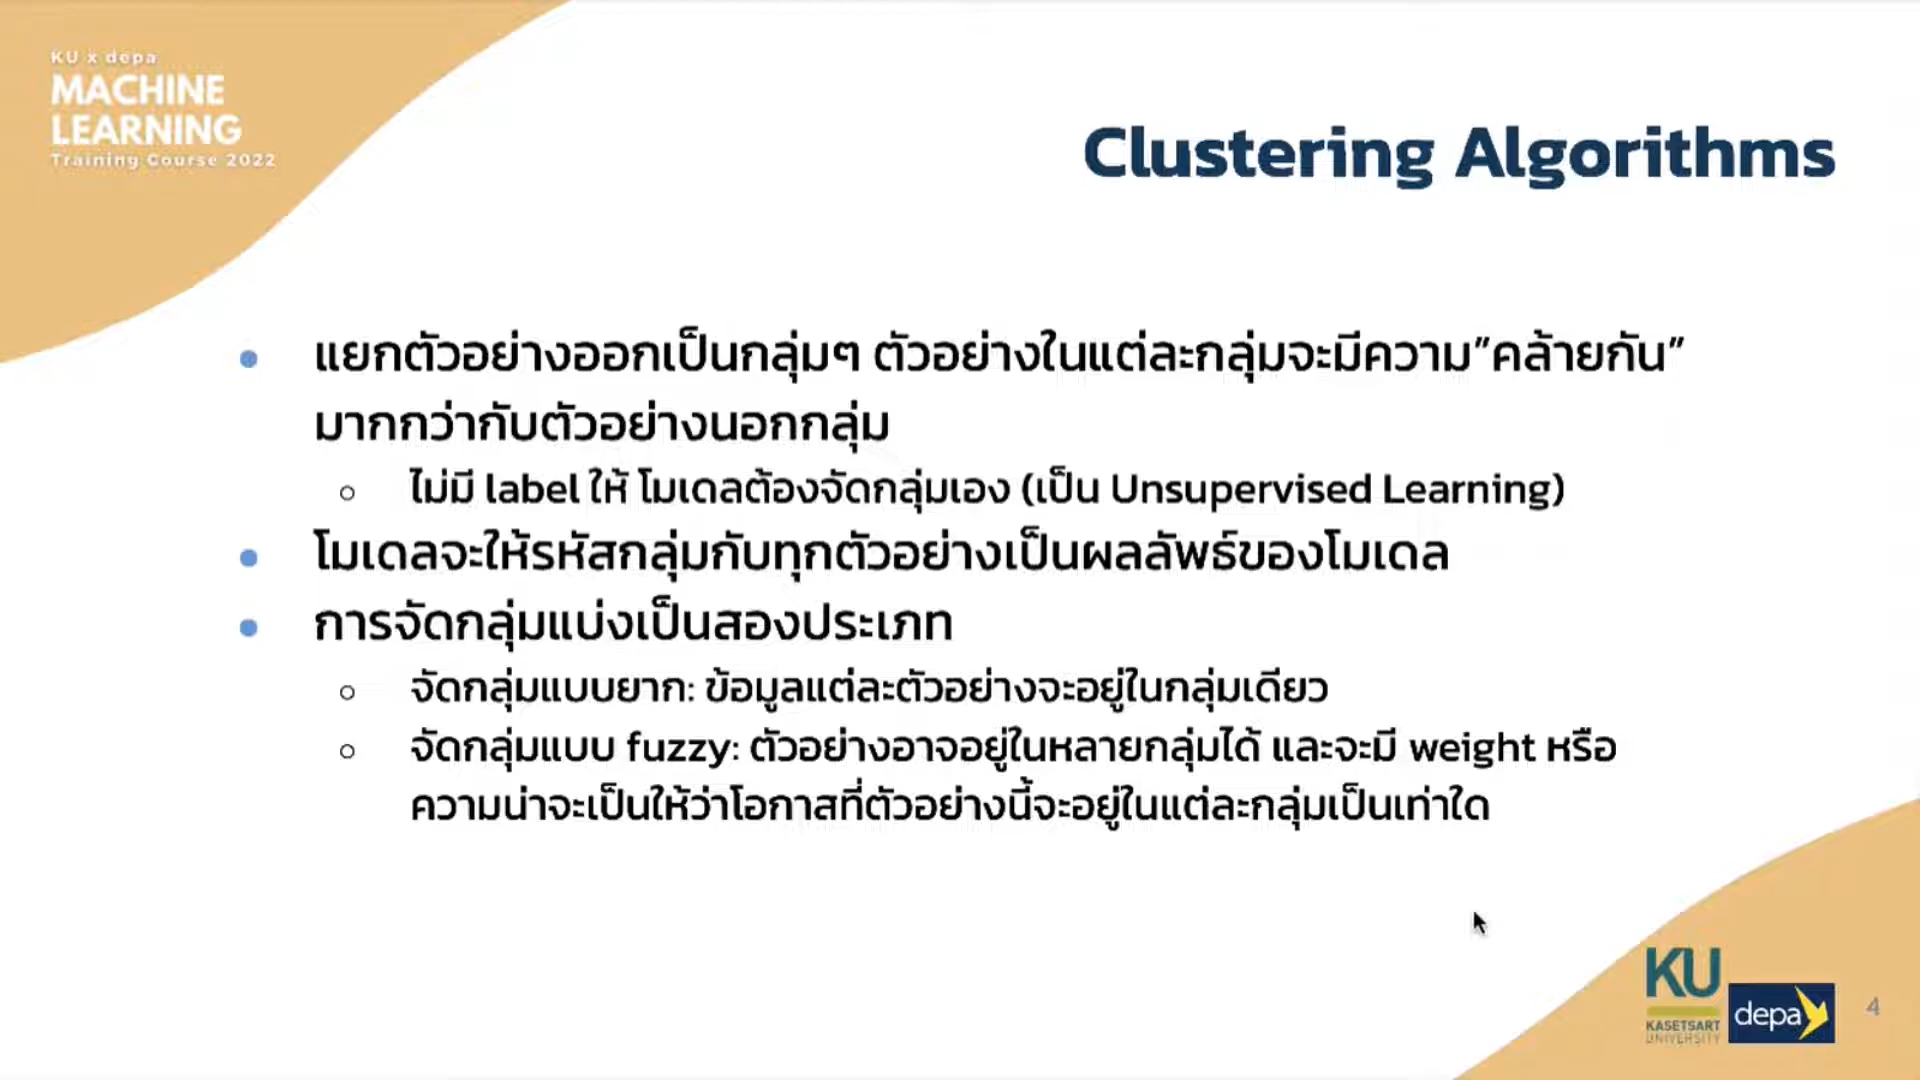 KU x depa
MACHINE
LEARNING
Training Course 2022
Clustering Algorithms
แยกตัวอย่างออกเป็นกลุ่มๆ ตัวอย่างในแต่ละกลุ่มจะมีความ”คล้ายกัน”
มากกว่ากับตัวอย่างนอกกลุ่ม
ไม่มี label ให้ โมเดลต้องจัดกลุ่มเอง (เป็น Unsupervised Learning)
โมเดลจะให้รหัสกลุ่มกับทุกตัวอย่างเป็นผลลัพธ์ของโมเดล
การจัดกลุ่มแบ่งเป็นสองประเภท
จัดกลุ่มแบบยาก: ข้อมูลแต่ละตัวอย่างจะอยู่ในกลุ่มเดียว
จัดกลุ่มแบบ fuzzy: ตัวอย่างอาจอยู่ในหลายกลุ่มได้ และจะมี weight หรือ
ความน่าจะเป็นให้ว่าโอกาสที่ตัวอย่างนี้จะอยู่ในแต่ละกลุ่มเป็นเท่าใด
KU
KASETSART
UNIVERSITY
depa
4